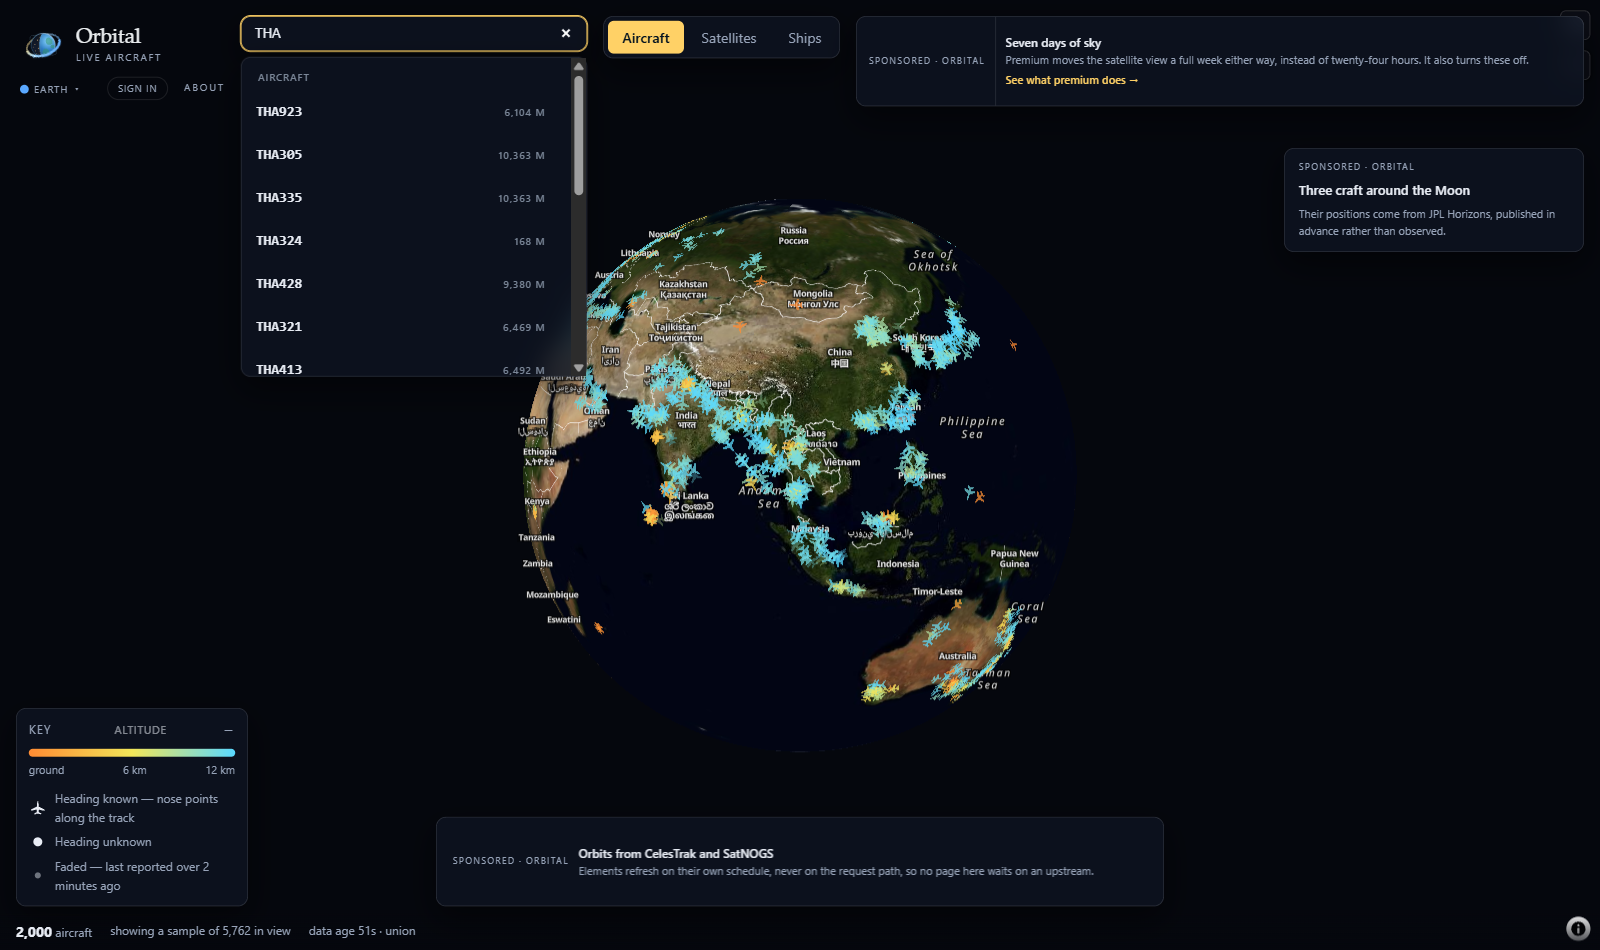 Orbital
LIVE AIRCRAFT
EARTH
SIGN IN
ABOUT
THA
×
Aircraft
Satellites
Ships
AIRCRAFT
THA923 6,104 M
THA305 10,363 M
THA335 10,363 M
THA324 168 M
THA428 9,380 M
THA321 6,469 M
THA413 6,492 M
SPONSORED · ORBITAL
Seven days of sky
Premium moves the satellite view a full week either way, instead of twenty-four hours. It also turns these off.
See what premium does →
SPONSORED · ORBITAL
Three craft around the Moon
Their positions come from JPL Horizons, published in
advance rather than observed.
Norway
Lithuania
Austria
Russia
Россия
Sea of
Okhotsk
Kazakhstan
Қазақстан
Mongolia
Монгол Улс
Tajikistan
Тоҷикистон
Iran
ایران
China
中国
South Korea
Nepal
India
भारत
Oman
عمان
Sudan
السودان
Ethiopia
ኢትዮጵያ
Kenya
Tanzania
Zambia
Mozambique
Eswatini
Laos
Vietnam
Philippine
Sea
Philippines
Sea
Sri Lanka
ශ්‍රී ලංකාව
இலங்கை
Malaysia
Indonesia
Papua New
Guinea
Timor-Leste
Coral
Sea
Australia
Tasman
Sea
KEY
ALTITUDE
–
ground
6 km
12 km
Heading known — nose points
along the track
Heading unknown
Faded — last reported over 2
minutes ago
SPONSORED · ORBITAL
Orbits from CelesTrak and SatNOGS
Elements refresh on their own schedule, never on the request path, so no page here waits on an upstream.
2,000 aircraft
showing a sample of 5,762 in view
data age 51s · union